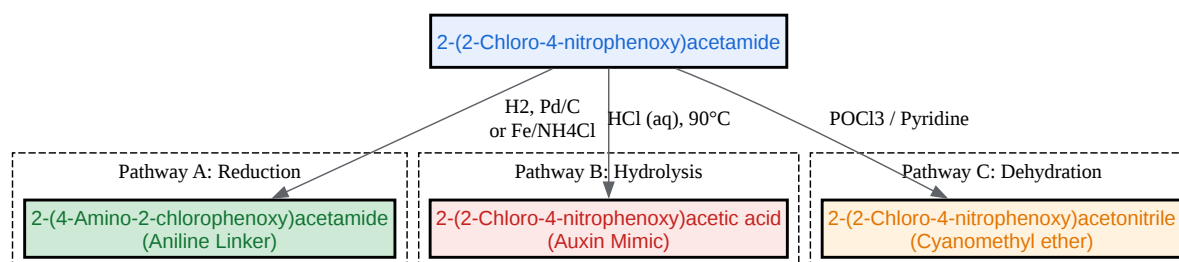 2-(2-Chloro-4-nitrophenoxy)acetamide
H2, Pd/C
or Fe/NH4Cl
HCl (aq), 90°C
POCl3 / Pyridine
Pathway A: Reduction
Pathway B: Hydrolysis
Pathway C: Dehydration
2-(4-Amino-2-chlorophenoxy)acetamide
(Aniline Linker)
2-(2-Chloro-4-nitrophenoxy)acetic acid
(Auxin Mimic)
2-(2-Chloro-4-nitrophenoxy)acetonitrile
(Cyanomethyl ether)